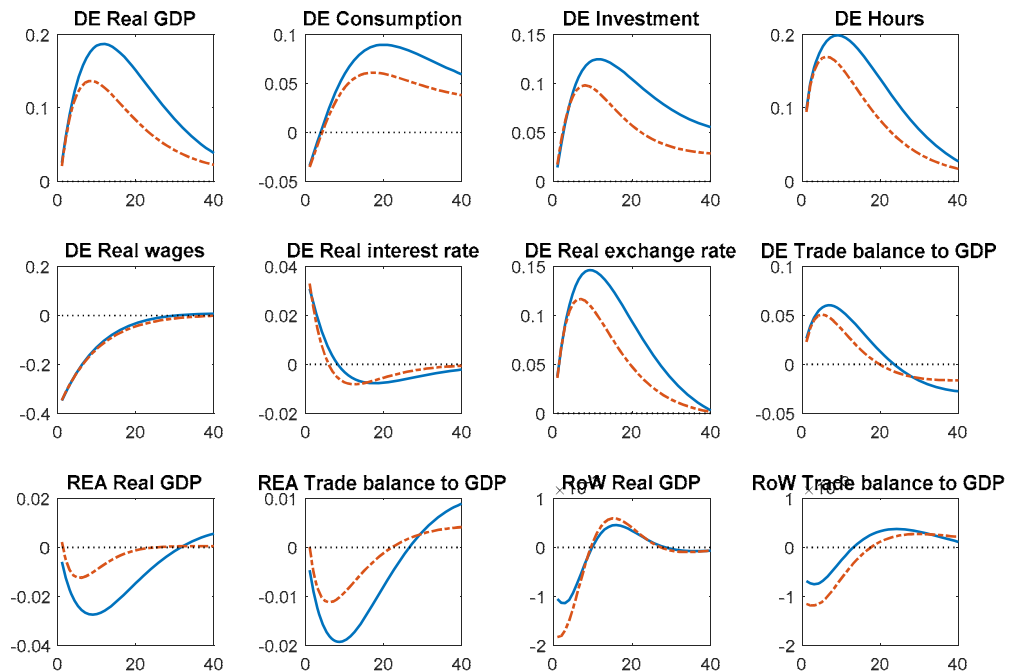 DE Real GDP
0.2
0.1
0
0 20 40
DE Consumption
0.1
0.05
0
-0.05
0 20 40
DE Investment
0.15
0.1
0.05
0
0 20 40
DE Hours
0.2
0.1
0
0 20 40
DE Real wages
0.2
0
-0.2
-0.4
0 20 40
DE Real interest rate
0.04
0.02
0
-0.02
0 20 40
DE Real exchange rate
0.15
0.1
0.05
0
0 20 40
DE Trade balance to GDP
0.1
0.05
0
-0.05
0 20 40
REA Real GDP
0.02
0
-0.02
-0.04
0 20 40
REA Trade balance to GDP
0.01
0
-0.01
-0.02
0 20 40
RoW Real GDP
1
0
-1
-2
0 20 40
RoW Trade balance to GDP
1
0
-1
-2
0 20 40